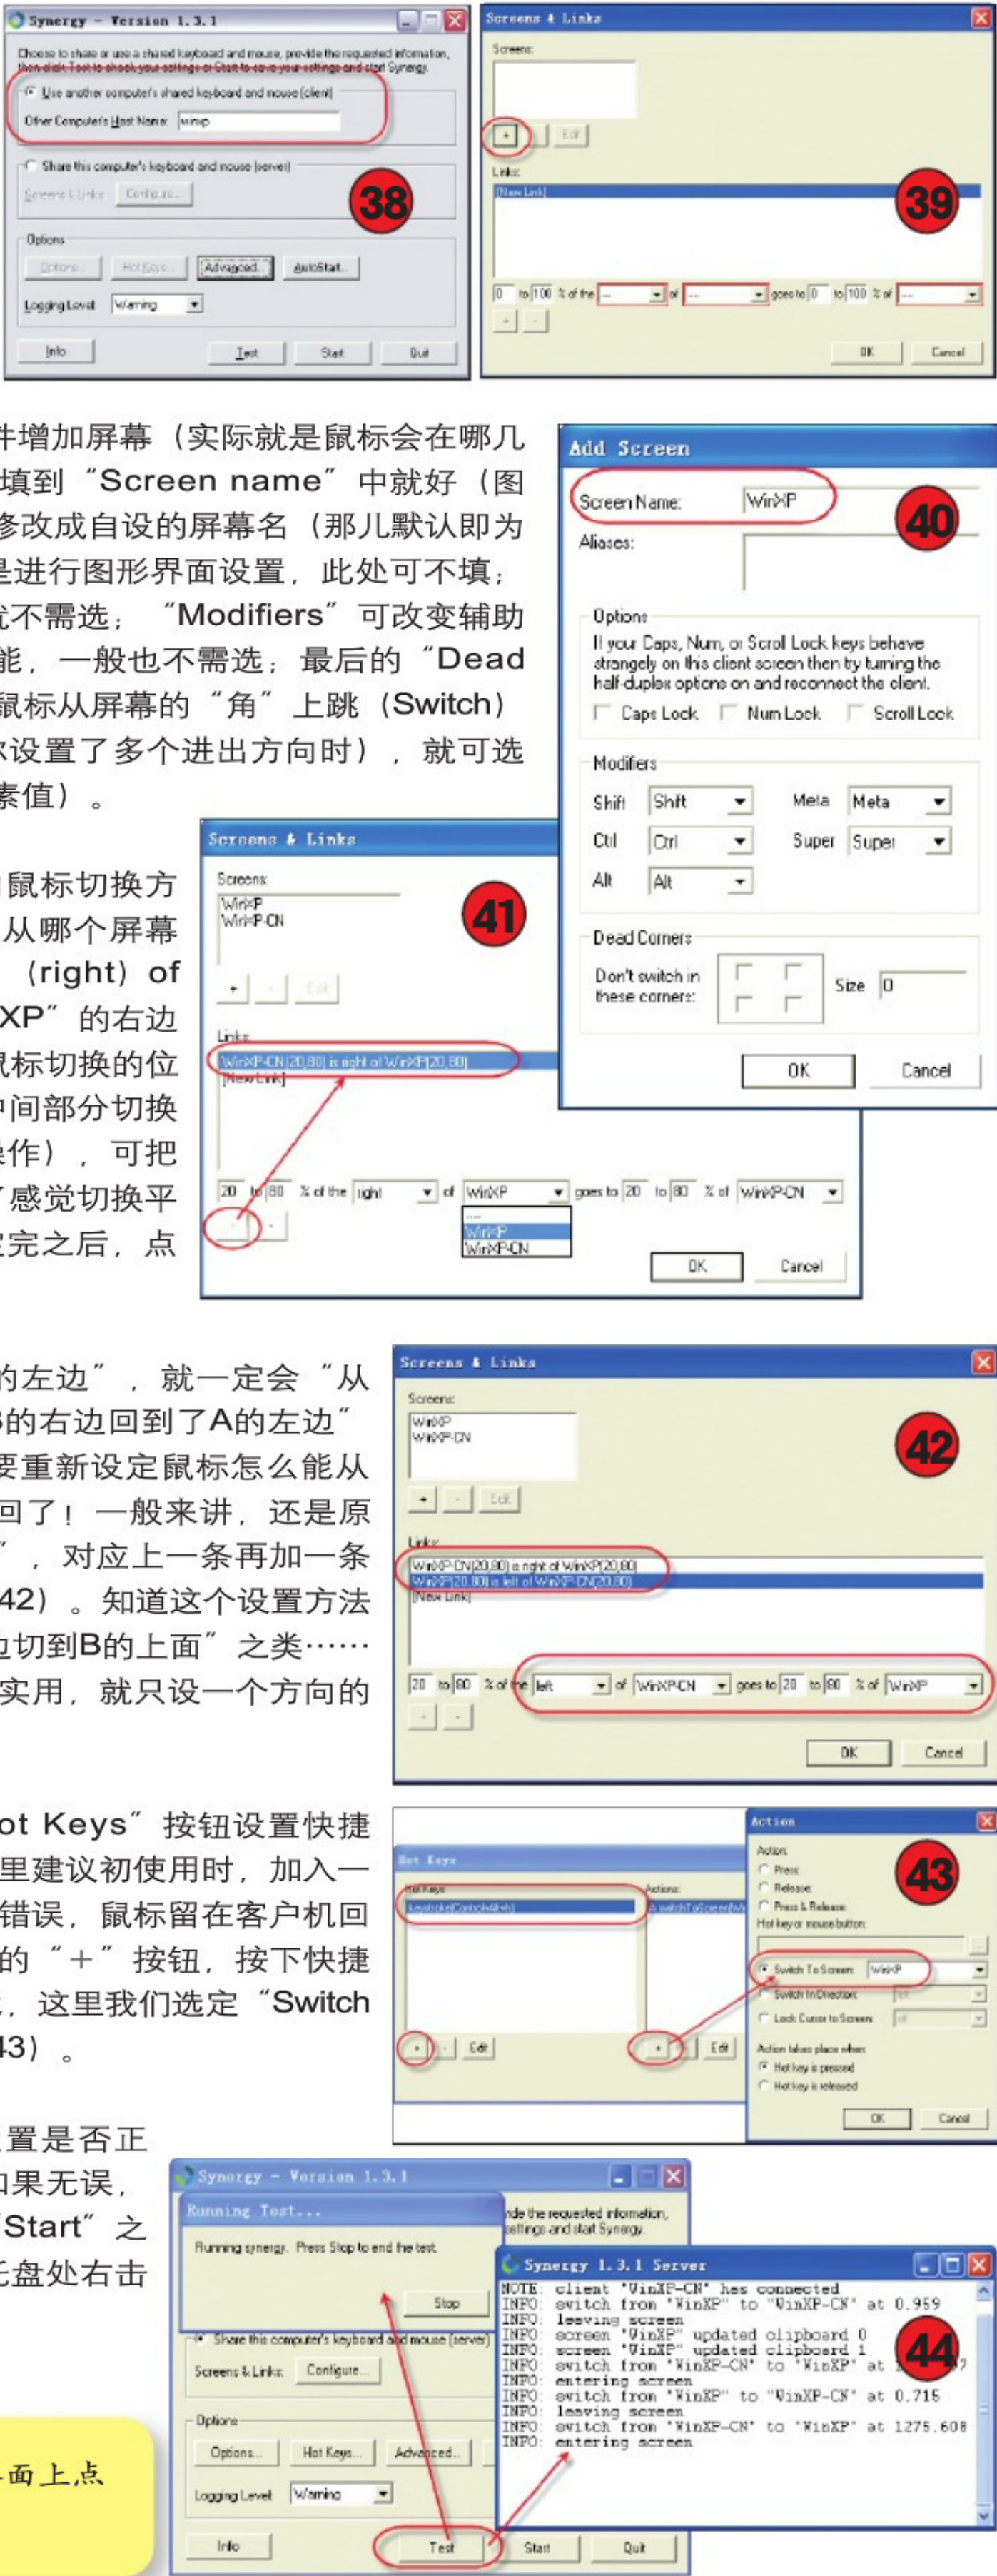 Synergy - Version 1.3.1
Choose to share or use a shared keyboard and mouse, provide the requested information,
then click Test to check your settings or Start to save your settings and start Synergy.
Use another computer's shared keyboard and mouse (client)
Other Computer's Host Name: winxp
Share this computer's keyboard and mouse (server)
Screens & Links: Configure...
38
Options
Options... Hot Keys... Advanced... AutoStart...
Logging Level: Warning
Info Test Start Quit
Screens & Links
Screens:
+ - Edit
Links:
[New Link]
39
0 to 100 % of the --- of --- goes to 0 to 100 % of ---
+ -
OK Cancel
件增加屏幕（实际就是鼠标会在哪几
填到“Screen name”中就好（图
修改成自设的屏幕名（那儿默认即为
是进行图形界面设置，此处可不填；
就不需选；“Modifiers”可改变辅助
能，一般也不需选；最后的“Dead
鼠标从屏幕的“角”上跳（Switch）
你设置了多个进出方向时），就可选
素值）。
Add Screen
Screen Name: WinXP
40
Aliases:
Options
If your Caps, Num, or Scroll Lock keys behave
strangely on this client screen then try turning the
half-duplex options on and reconnect the client.
Caps Lock Num Lock Scroll Lock
Modifiers
Shift Shift Meta Meta
Ctrl Ctrl Super Super
Alt Alt
Dead Corners
Don't switch in
these corners:
Size 0
OK Cancel
鼠标切换方
从哪个屏幕
（right）of
XP”的右边
鼠标切换的位
中间部分切换
操作），可把
了感觉切换平
定完之后，点
Screens & Links
Screens:
WinXP
WinXP-CN
41
+ - Edit
Links:
WinXP-CN(20,80) is right of WinXP(20,80)
[New Link]
20 to 80 % of the right of WinXP goes to 20 to 80 % of WinXP-CN
----
WinXP
WinXP-CN
OK Cancel
的左边”，就一定会“从
B的右边回到了A的左边”
要重新设定鼠标怎么能从
回了！一般来讲，还是原
”，对应上一条再加一条
42）。知道这个设置方法
边切到B的上面”之类……
实用，就只设一个方向的
Screens & Links
Screens:
WinXP
WinXP-CN
42
+ - Edit
Links:
WinXP-CN(20,80) is right of WinXP(20,80)
WinXP(20,80) is left of WinXP-CN(20,80)
[New Link]
20 to 80 % of the left of WinXP-CN goes to 20 to 80 % of WinXP
+ -
OK Cancel
ot Keys”按钮设置快捷
里建议初使用时，加入一
错误，鼠标留在客户机回
的“＋”按钮，按下快捷
，这里我们选定“Switch
43）。
Hot Keys
Hot Keys: Actions:
keystroke(Control+Alt+h)
+ - Edit + - Edit
Action
Action:
Press:
Release:
Press & Release:
43
Hot key or mouse button:
Switch To Screen: WinXP
Switch In Direction: left
Lock Cursor to Screen: off
Action takes place when:
Hot key is pressed
Hot key is released
OK Cancel
置是否正
如果无误，
“Start”之
托盘处右击
Synergy - Version 1.3.1
Running Test...
vide the requested information,
settings and start Synergy.
Running synergy. Press Stop to end the test.
Stop
Share this computer's keyboard and mouse (server)
Screens & Links: Configure...
Options
Options... Hot Keys... Advanced...
Logging Level: Warning
Info Test Start Quit
Synergy 1.3.1 Server
NOTE: client "WinXP-CN" has connected
INFO: switch from "WinXP" to "WinXP-CN" at 0.959
INFO: leaving screen
INFO: screen "WinXP" updated clipboard 0
INFO: screen "WinXP" updated clipboard 1
INFO: switch from "WinXP-CN" to "WinXP" at
INFO: entering screen
INFO: switch from "WinXP" to "WinXP-CN" at 0.715
INFO: leaving screen
INFO: switch from "WinXP-CN" to "WinXP" at 1275.608
INFO: entering screen
44
面上点